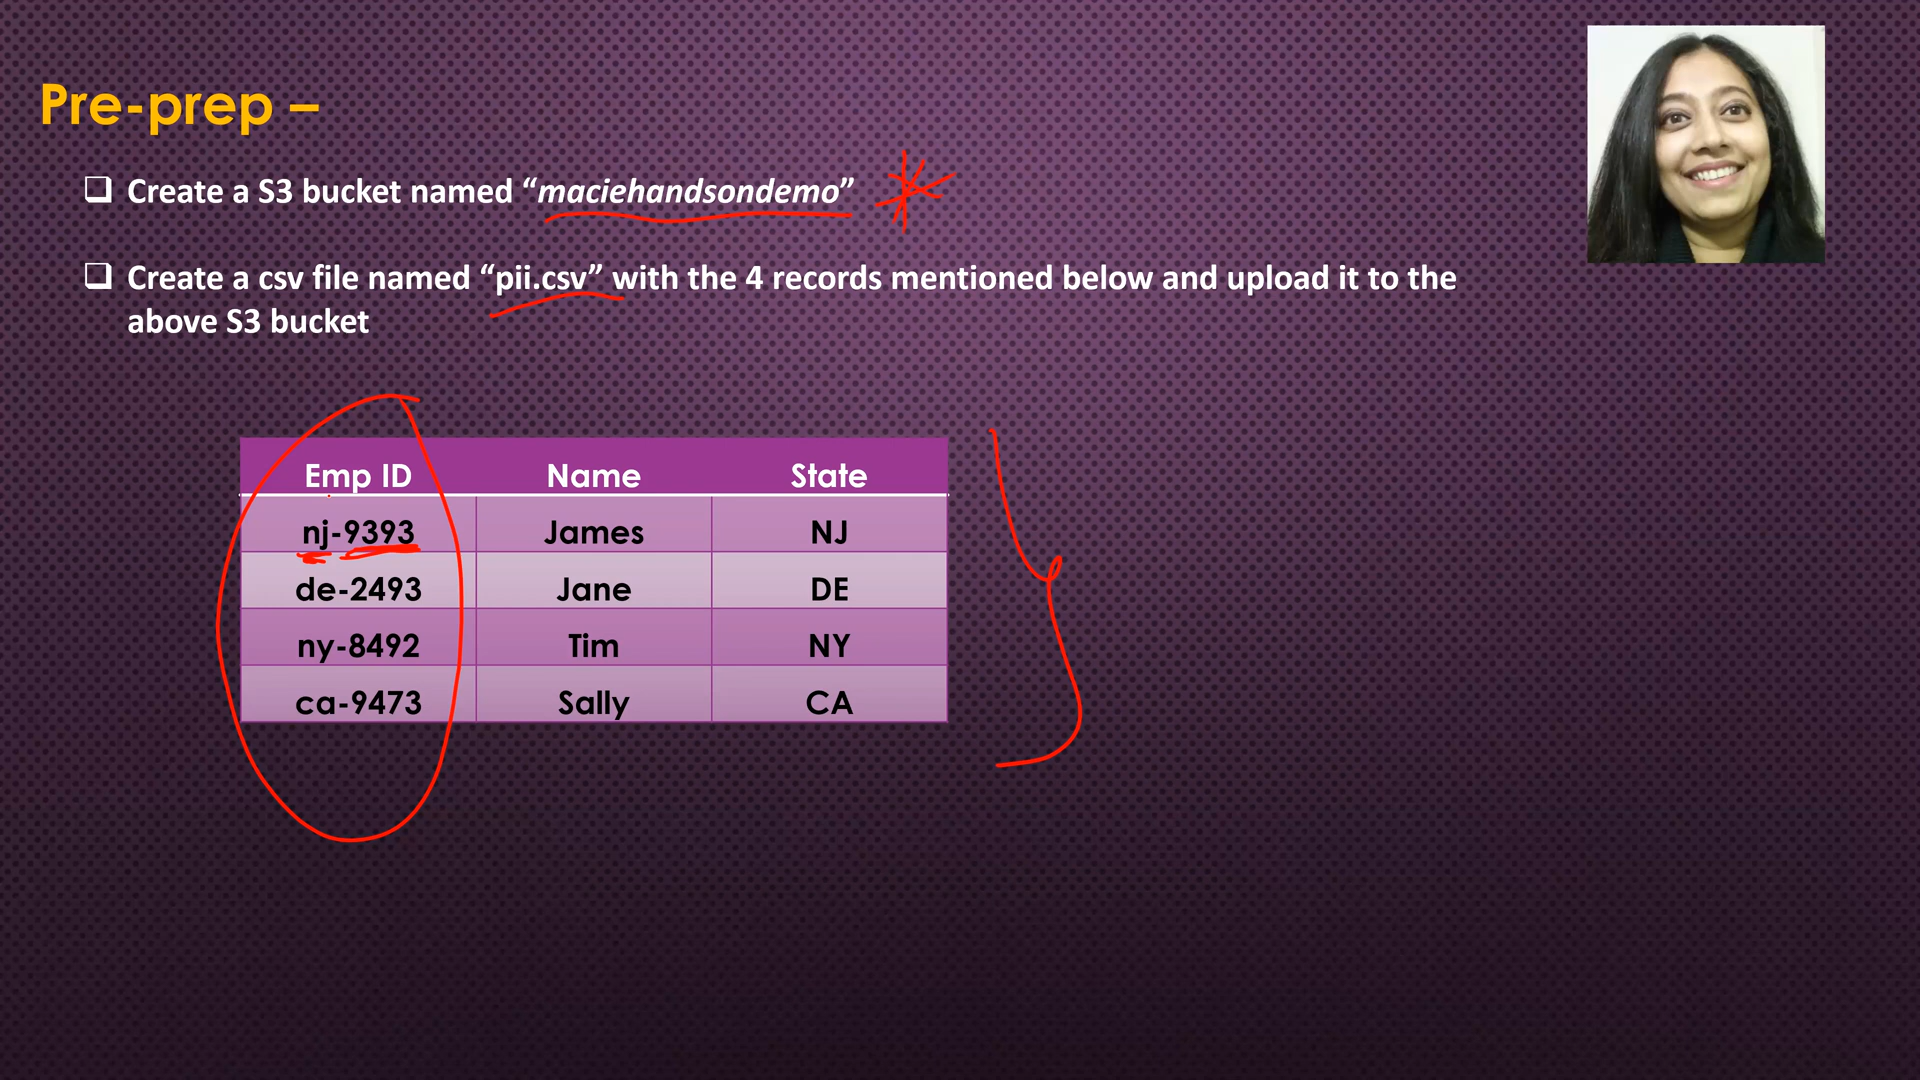 Pre-prep –
❑ Create a S3 bucket named “maciehandsondemo”
❑ Create a csv file named “pii.csv” with the 4 records mentioned below and upload it to the
above S3 bucket
Emp ID Name State
nj-9393 James NJ
de-2493 Jane DE
ny-8492 Tim NY
ca-9473 Sally CA